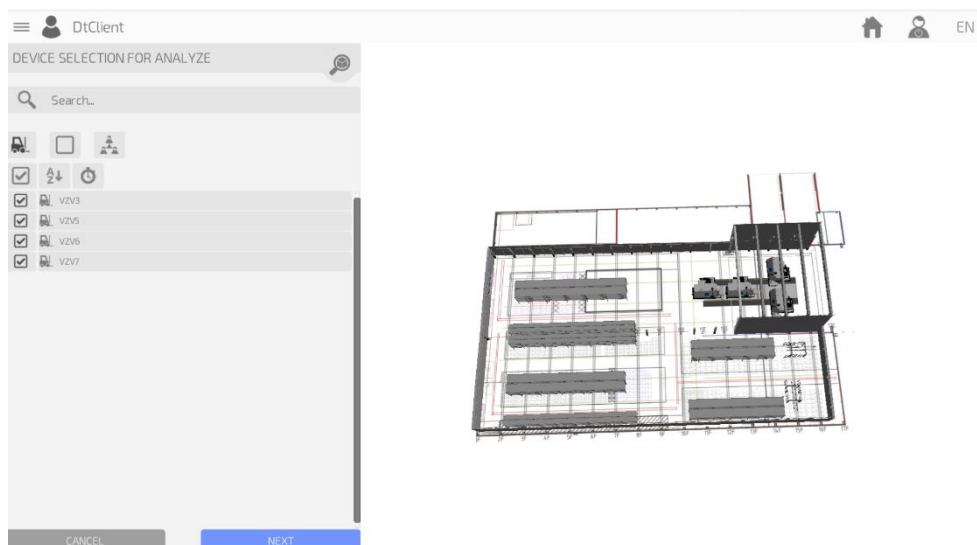 DtClient
EN
DEVICE SELECTION FOR ANALYZE
Search...
VZV3
VZV5
VZV6
VZV7
CANCEL
NEXT